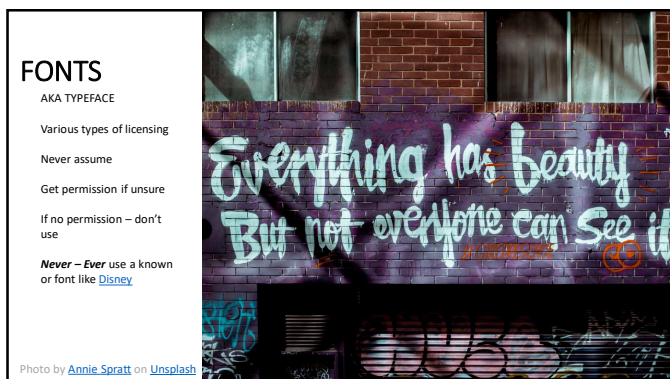 FONTS
AKA TYPEFACE
Various types of licensing
Never assume
Get permission if unsure
If no permission – don't
use
Never – Ever use a known
or font like Disney
Photo by Annie Spratt on Unsplash
Everything has beauty
But not everyone can See it